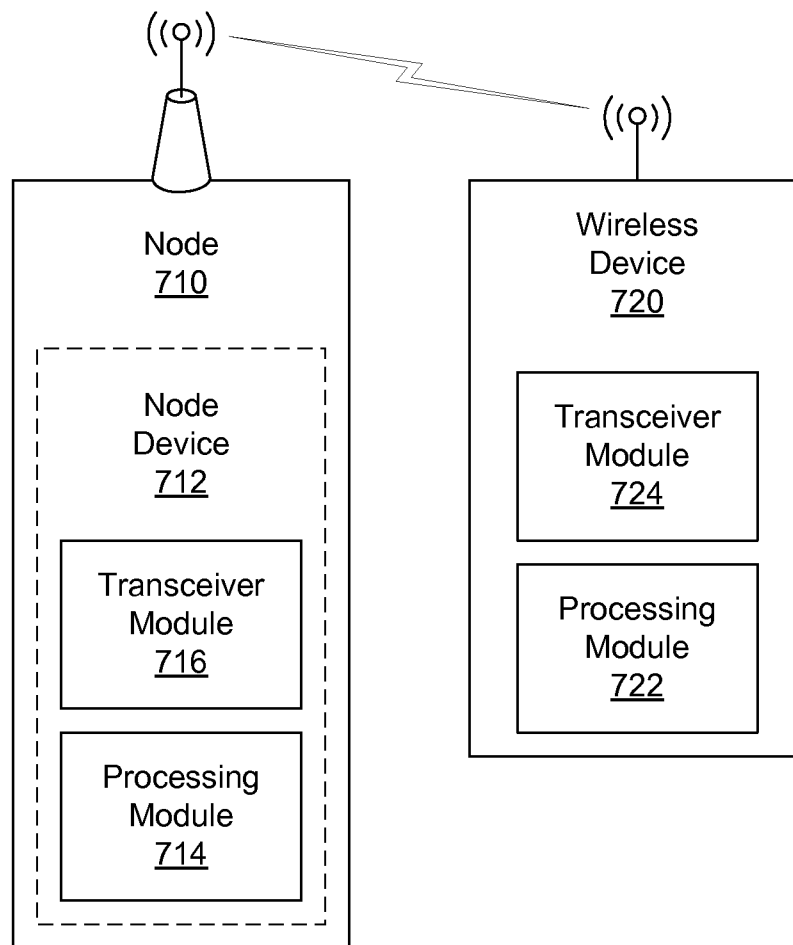 Node
710
Node
Device
712
Transceiver
Module
716
Processing
Module
714
Wireless
Device
720
Transceiver
Module
724
Processing
Module
722